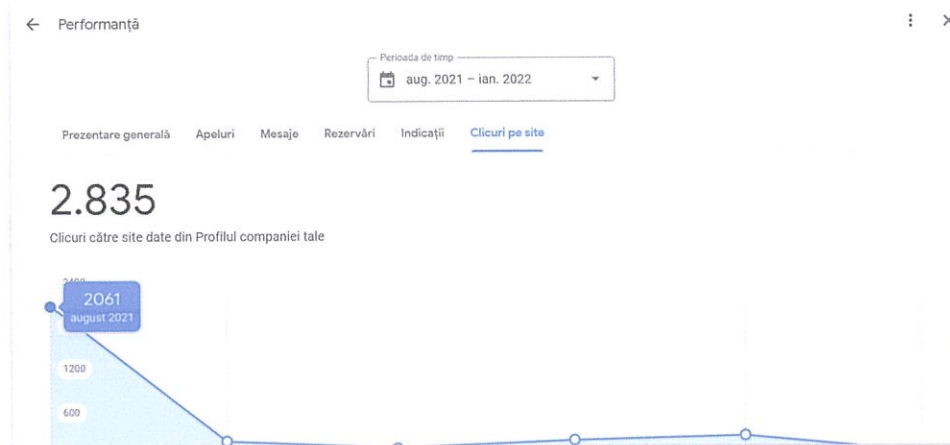 Performanță
Perioada de timp
aug. 2021 – ian. 2022
Prezentare generală Apeluri Mesaje Rezervări Indicații Clicuri pe site
2.835
Clicuri către site date din Profilul companiei tale
2400
2061
august 2021
1200
600